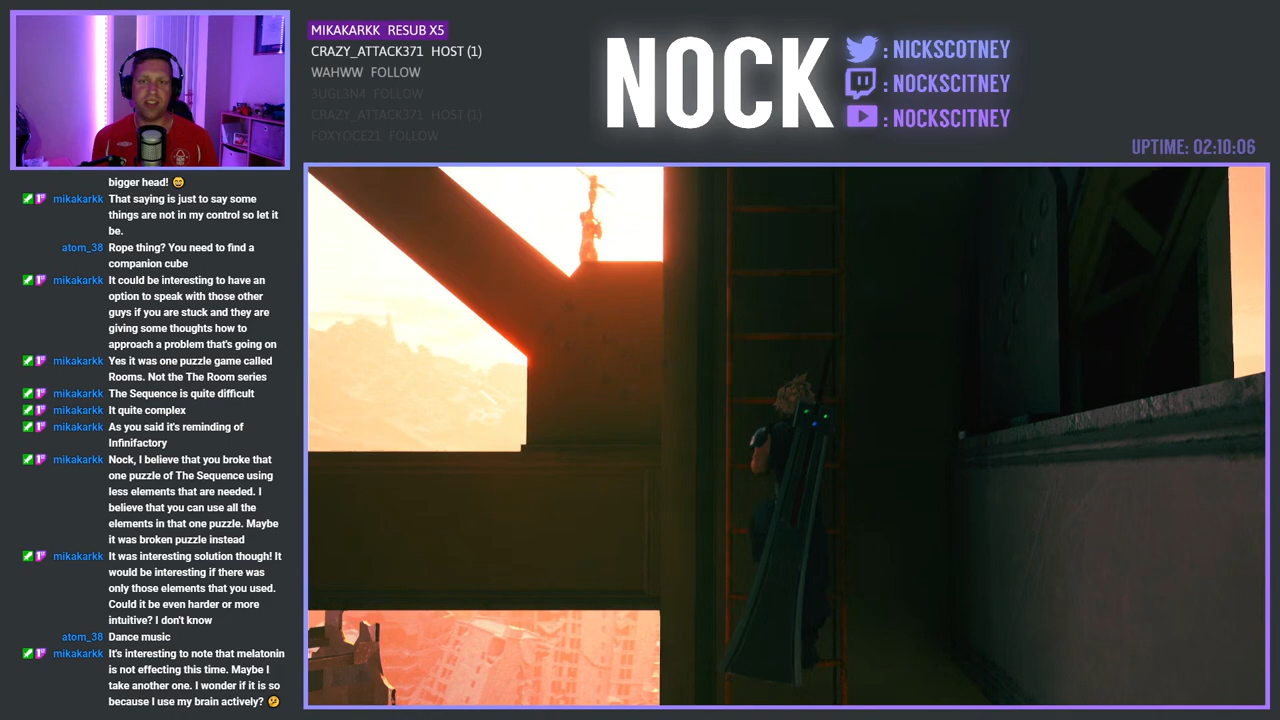 MIKAKARKK RESUB X5
CRAZY_ATTACK371 HOST (1)
WAHWW FOLLOW
3UGL3N4 FOLLOW
CRAZY_ATTACK371 HOST (1)
FOXYOCE21 FOLLOW
NOCK
: NICKSCOTNEY
: NOCKSCITNEY
: NOCKSCITNEY
UPTIME: 02:10:06
bigger head!
mikakarkk That saying is just to say some
things are not in my control so let it
be.
atom_38 Rope thing? You need to find a
companion cube
mikakarkk It could be interesting to have an
option to speak with those other
guys if you are stuck and they are
giving some thoughts how to
approach a problem that's going on
mikakarkk Yes it was one puzzle game called
Rooms. Not the The Room series
mikakarkk The Sequence is quite difficult
mikakarkk It quite complex
mikakarkk As you said it's reminding of
Infinifactory
mikakarkk Nock, I believe that you broke that
one puzzle of The Sequence using
less elements that are needed. I
believe that you can use all the
elements in that one puzzle. Maybe
it was broken puzzle instead
mikakarkk It was interesting solution though! It
would be interesting if there was
only those elements that you used.
Could it be even harder or more
intuitive? I don't know
atom_38 Dance music
mikakarkk It's interesting to note that melatonin
is not effecting this time. Maybe I
take another one. I wonder if it is so
because I use my brain actively?